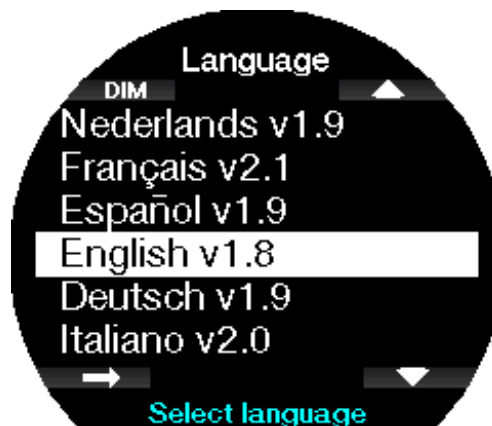 Language
DIM
Nederlands v1.9
Français v2.1
Español v1.9
English v1.8
Deutsch v1.9
Italiano v2.0
Select language